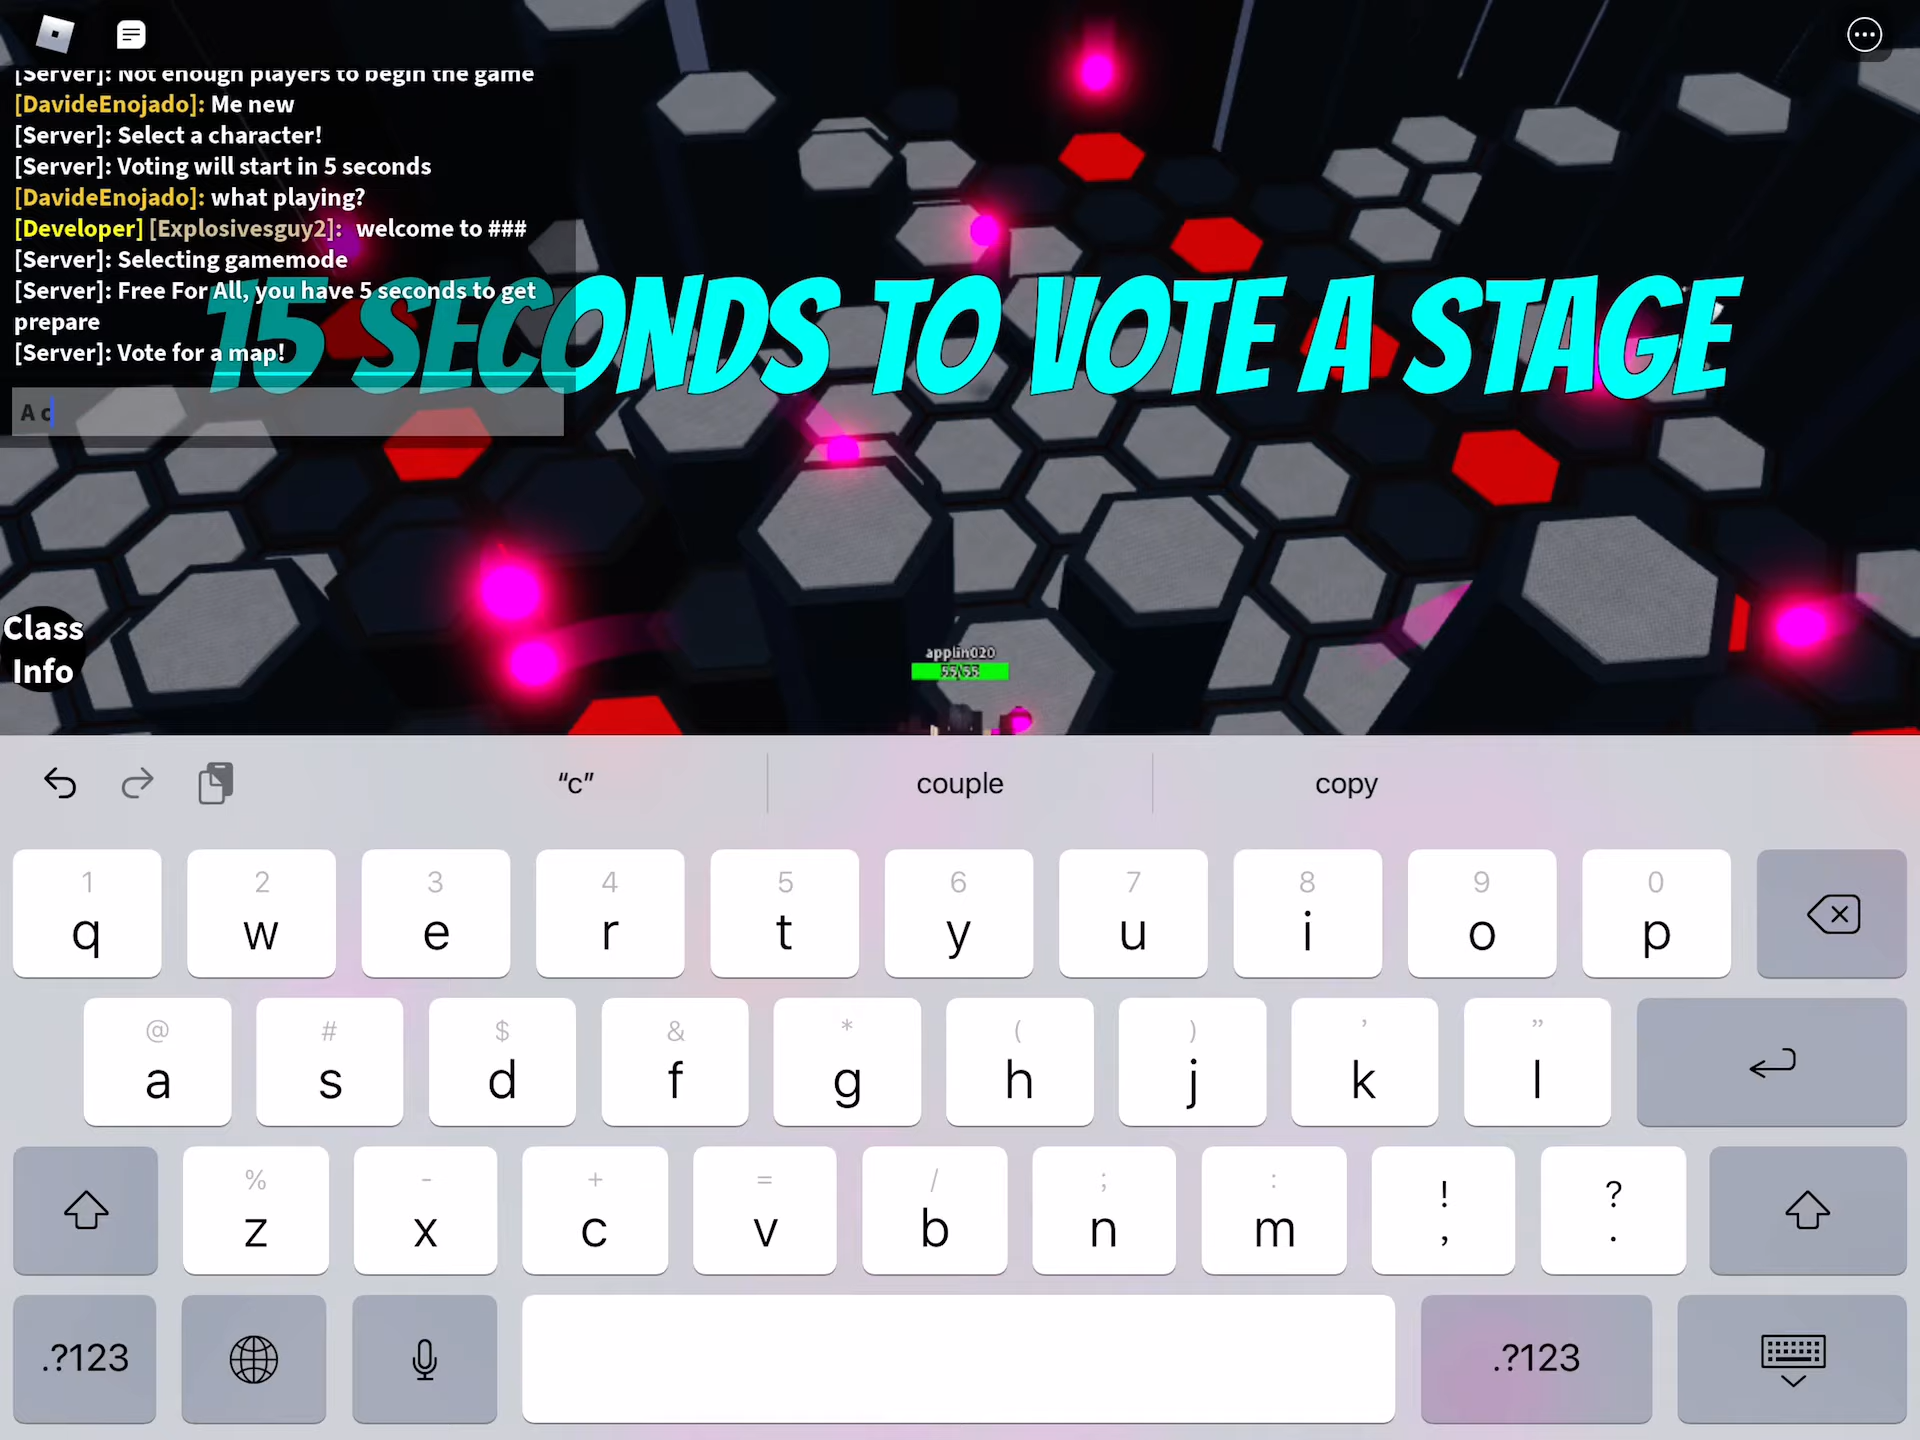 [Server]: Not enough players to begin the game
[DavideEnojado]: Me new
[Server]: Select a character!
[Server]: Voting will start in 5 seconds
[DavideEnojado]: what playing?
[Developer] [Explosivesguy2]: welcome to ###
[Server]: Selecting gamemode
[Server]: Free For All, you have 5 seconds to get
prepare
[Server]: Vote for a map!
15 SECONDS TO VOTE A STAGE
A c
Class
Info
applin020
55\55
“c” couple copy
1 2 3 4 5 6 7 8 9 0
q w e r t y u i o p
@ # $ & * ( ) ’ ”
a s d f g h j k l
% - + = / ; : ! ?
z x c v b n m , .
.?123 .?123